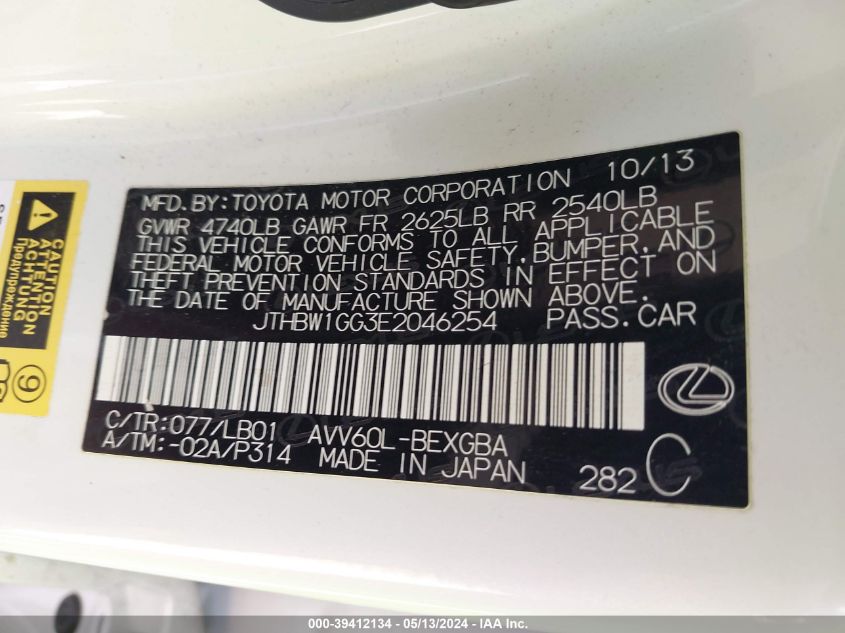 MFD. BY: TOYOTA MOTOR CORPORATION 10/13
GVWR 4740LB GAWR FR 2625LB RR 2540LB
THIS VEHICLE CONFORMS TO ALL APPLICABLE
FEDERAL MOTOR VEHICLE SAFETY, BUMPER, AND
THEFT PREVENTION STANDARDS IN EFFECT ON
THE DATE OF MANUFACTURE SHOWN ABOVE.
JTHBW1GG3E2046254 PASS. CAR
C/TR: 077/LB01 AVV60L-BEXGBA
A/TM: -02A/P314 MADE IN JAPAN
282 C
CAUTION
ATTENTION
ACHTUNG
Предупреждение
9
000-39412134 - 05/13/2024 - IAA Inc.